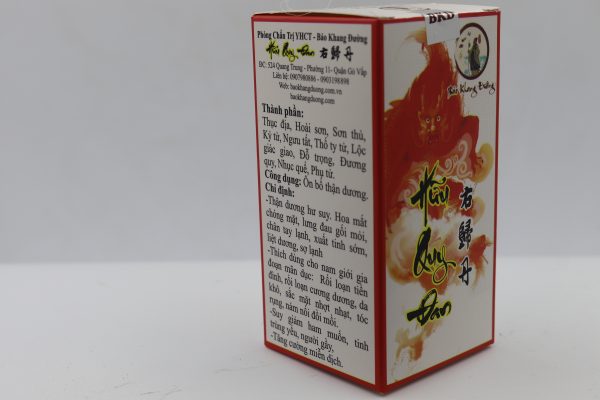 Phòng Chẩn Trị YHCT - Bảo Khang Đường
Hữu Quy Đan 右歸丹
ĐC: 524 Quang Trung - Phường 11- Quận Gò Vấp
Liên hệ: 0907980886 - 0903198898
Web: baokhangduong.com.vn
baokhangduong.com
Thành phần:
Thục địa, Hoài sơn, Sơn thù,
Kỷ tử, Ngưu tất, Thố ty tử, Lộc
giác giao, Đỗ trọng, Đương
quy, Nhục quế, Phụ tử.
Công dụng: Ôn bổ thận dương.
Chỉ định:
-Thận dương hư suy. Hoa mắt
chóng mặt, lưng đau gối mỏi,
chân tay lạnh, xuất tinh sớm,
liệt dương, sợ lạnh
-Thích dùng cho nam giới giai
đoạn mãn dục: Rối loạn tiền
đình, rối loạn cương dương, da
khô, sắc mặt nhợt nhạt, tóc
rụng, nám nổi đồi mồi.
-Suy giảm ham muốn, tinh
trùng yếu, người gầy.
-Tăng cường miễn dịch.
BKĐ
Bảo Khang Đường
Hữu
Quy
Đan
右歸丹